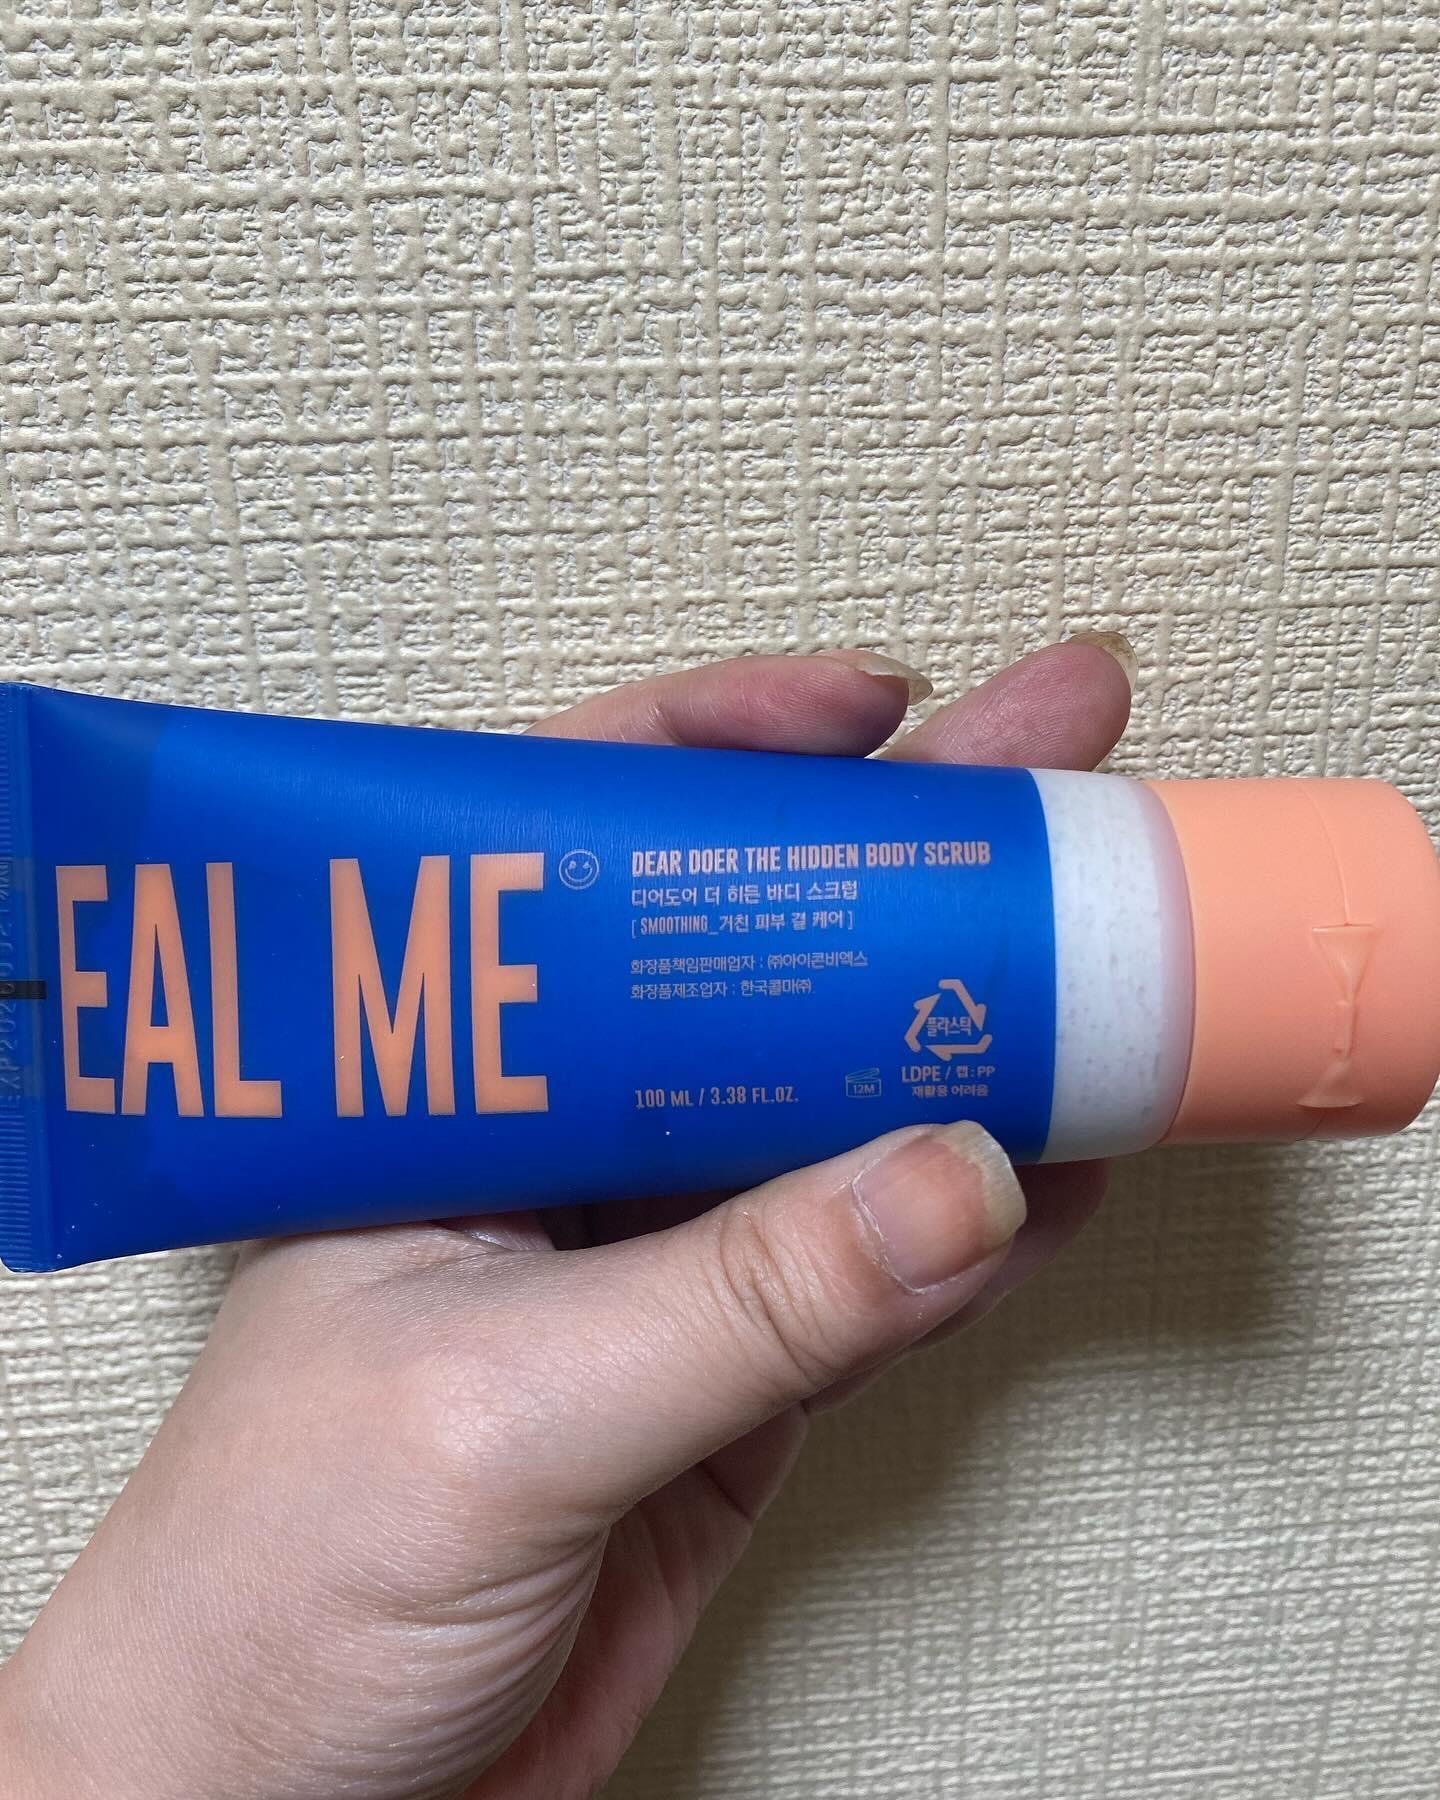 EAL ME
DEAR DOER THE HIDDEN BODY SCRUB
디어도어 더 히든 바디 스크럽
[ SMOOTHING_거친 피부 결 케어 ]
화장품책임판매업자 : ㈜아이콘비엑스
화장품제조업자 : 한국콜마㈜.
플라스틱
LDPE / 캡 : PP
재활용 어려움
100 ML / 3.38 FL.OZ.
12M